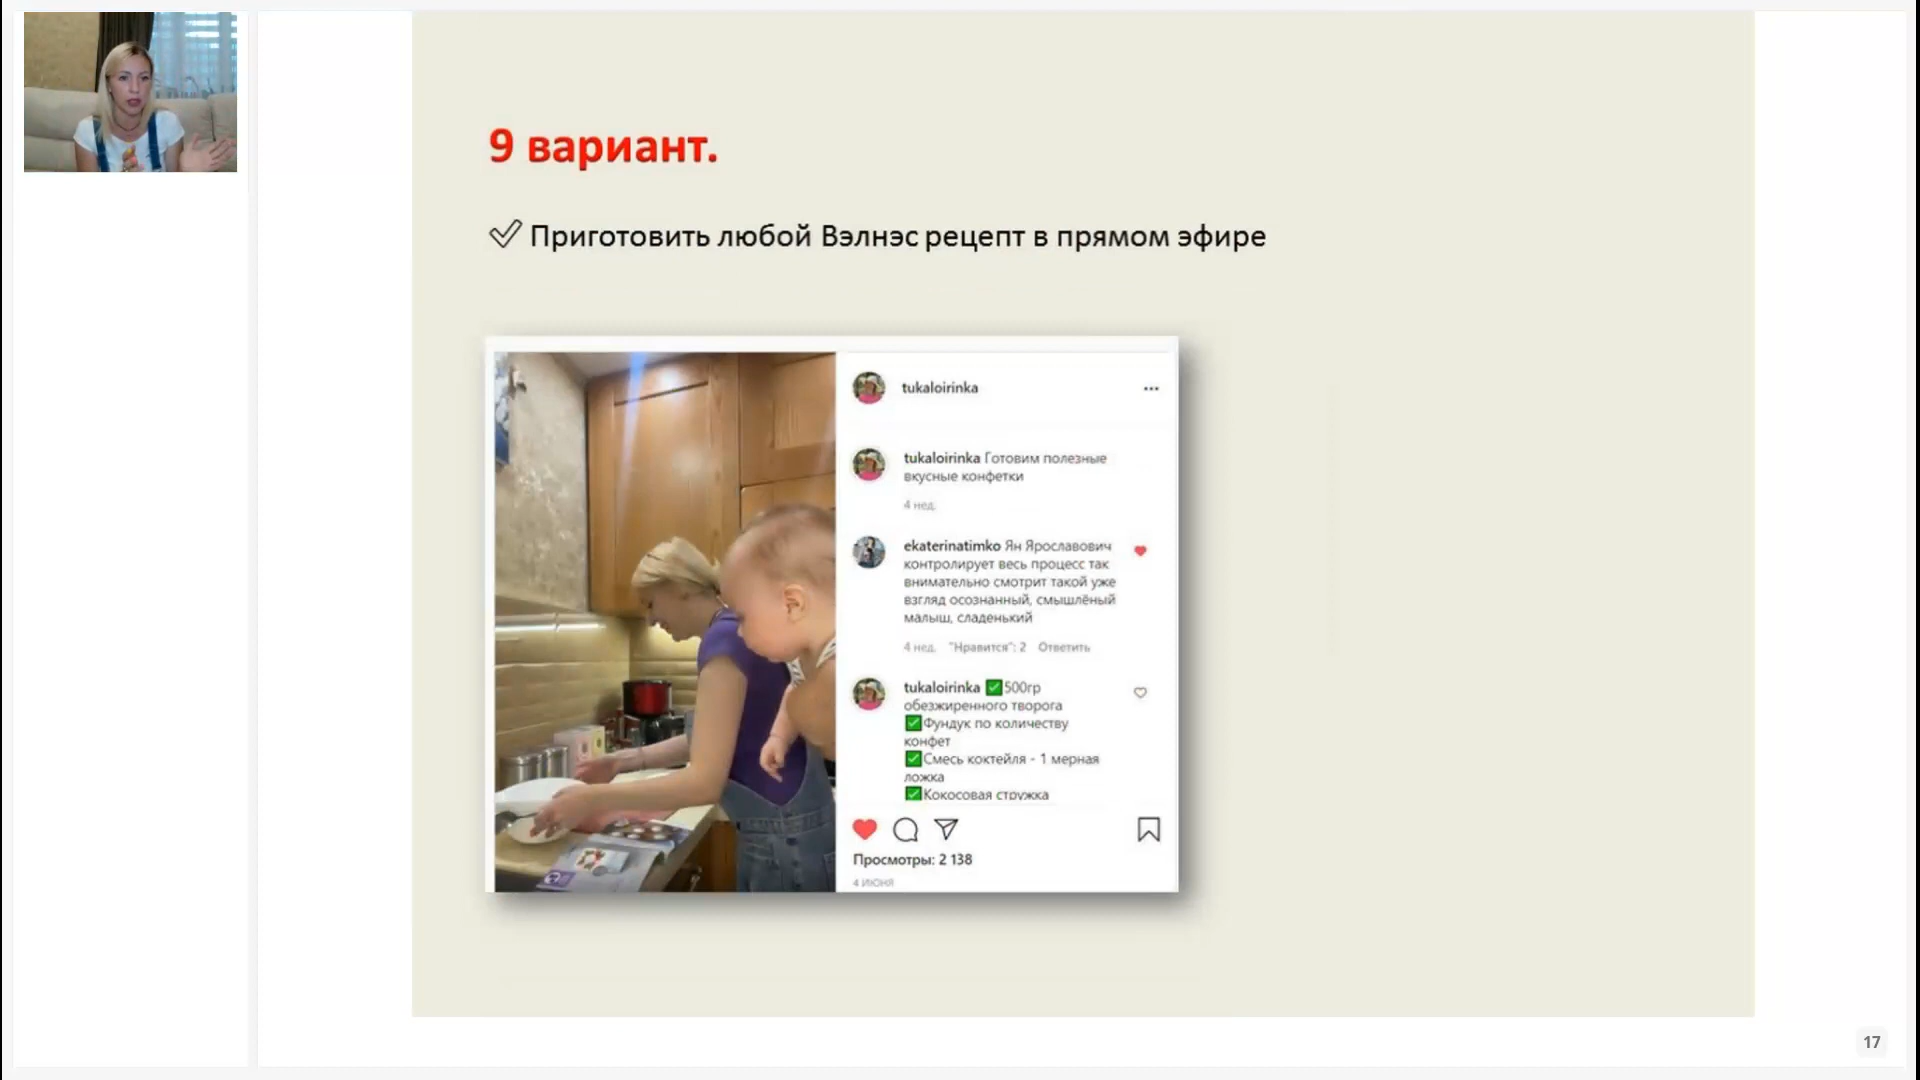 9 вариант.
Приготовить любой Вэлнэс рецепт в прямом эфире
tukaloirinka
tukaloirinka Готовим полезные
вкусные конфетки
4 нед.
ekaterinatimko Ян Ярославович
контролирует весь процесс так
внимательно смотрит такой уже
взгляд осознанный, смышлёный
малыш, сладенький
4 нед. "Нравится": 2 Ответить
tukaloirinka ✅500гр
обезжиренного творога
✅Фундук по количеству
конфет
✅Смесь коктейля - 1 мерная
ложка
✅Кокосовая стружка
Просмотры: 2 138
4 ИЮНЯ
17